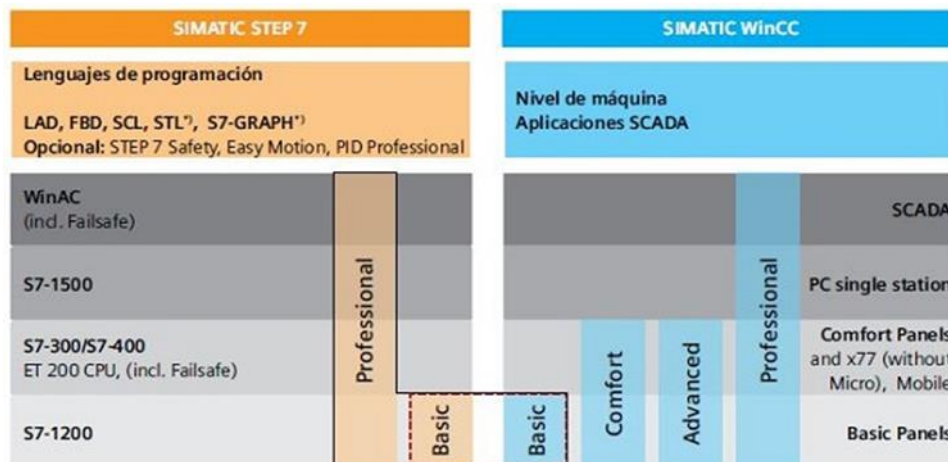 SIMATIC STEP 7
Lenguajes de programación
LAD, FBD, SCL, STL*), S7-GRAPH*)
Opcional: STEP 7 Safety, Easy Motion, PID Professional
WinAC
(incl. Failsafe)
S7-1500
S7-300/S7-400
ET 200 CPU, (incl. Failsafe)
S7-1200
Professional
Basic
SIMATIC WinCC
Nivel de máquina
Aplicaciones SCADA
Basic
Comfort
Advanced
Professional
SCADA
PC single station
Comfort Panels
and x77 (without
Micro), Mobile
Basic Panels